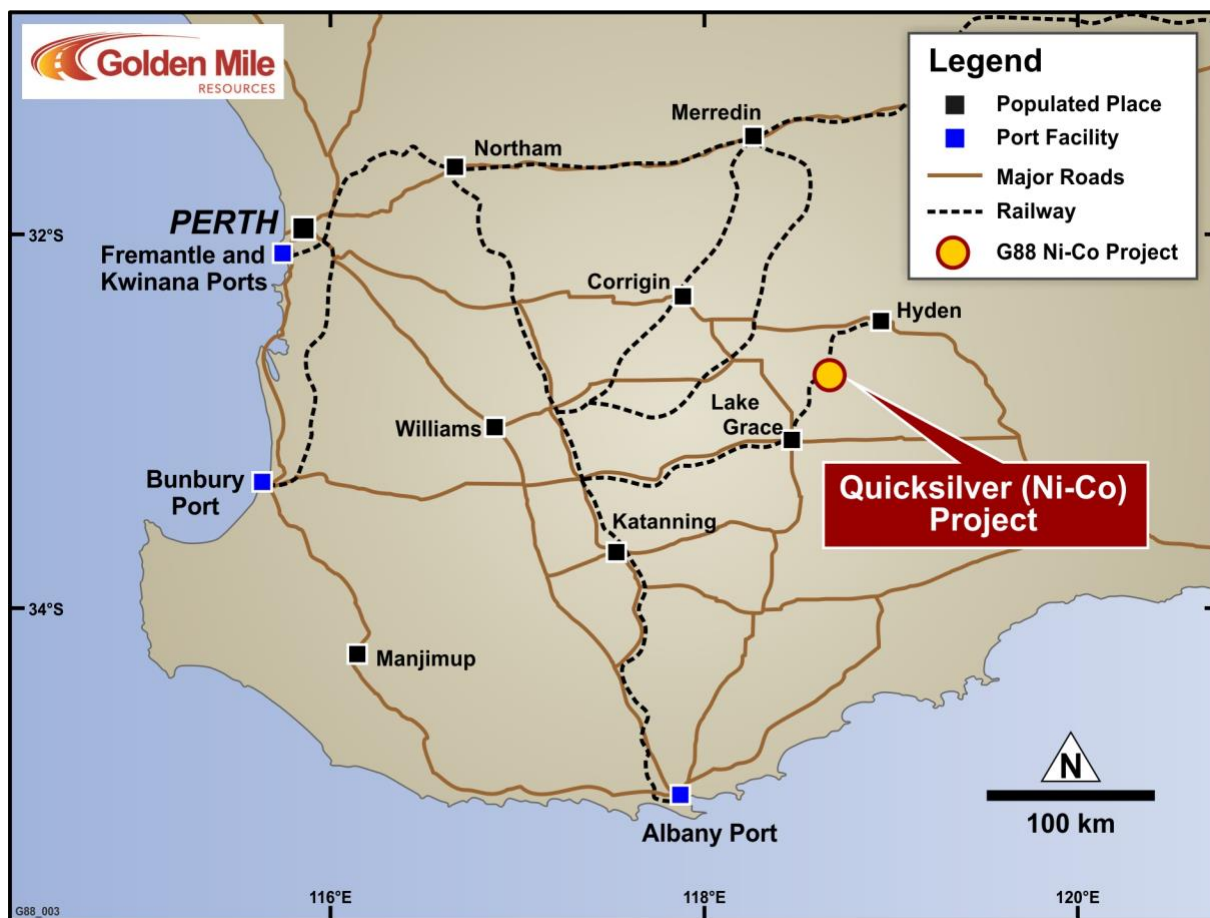 Golden Mile
RESOURCES
Legend
Populated Place
Port Facility
Major Roads
Railway
G88 Ni-Co Project
Merredin
Northam
PERTH
32°S
Fremantle and
Kwinana Ports
Corrigin
Hyden
Lake
Grace
Williams
Bunbury
Port
Quicksilver (Ni-Co)
Project
Katanning
34°S
Manjimup
N
100 km
Albany Port
116°E
118°E
120°E
G88_003